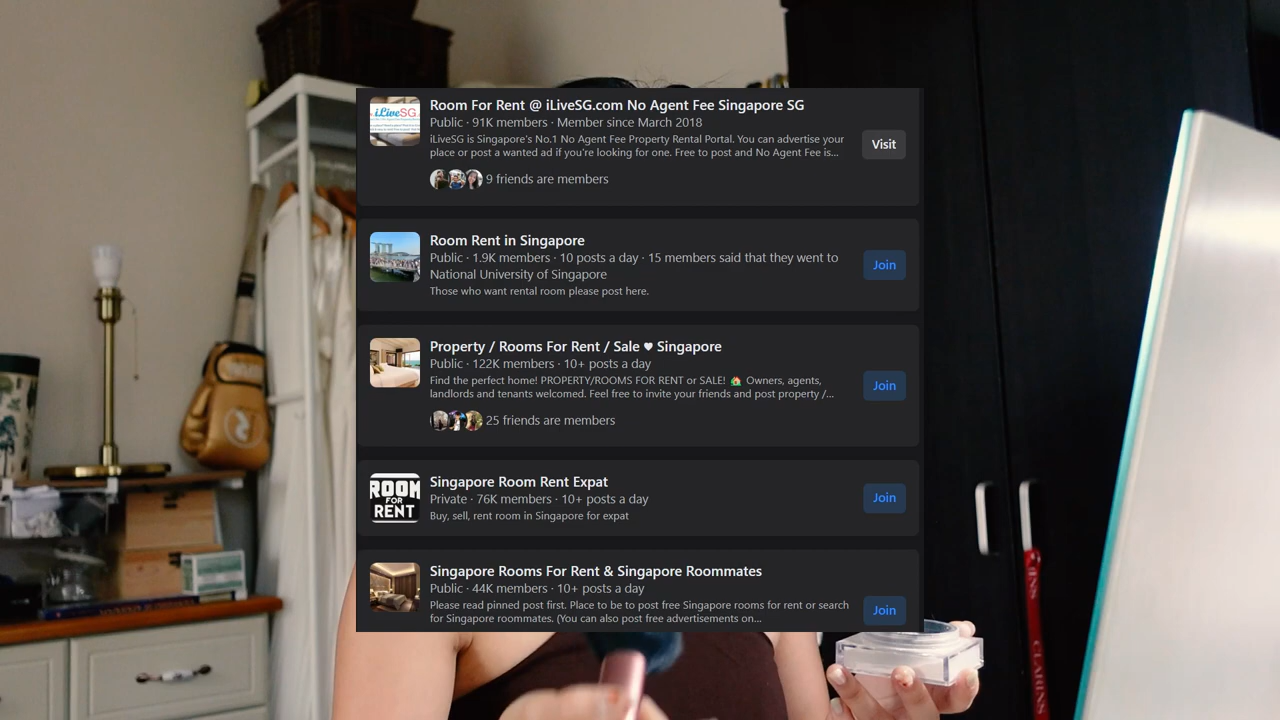 iLiveSG
Room For Rent @ iLiveSG.com No Agent Fee Singapore SG
Public · 91K members · Member since March 2018
iLiveSG is Singapore's No.1 No Agent Fee Property Rental Portal. You can advertise your
place or post a wanted ad if you're looking for one. Free to post and No Agent Fee is...
Visit
9 friends are members
Room Rent in Singapore
Public · 1.9K members · 10 posts a day · 15 members said that they went to
National University of Singapore
Those who want rental room please post here.
Join
Property / Rooms For Rent / Sale ♥ Singapore
Public · 122K members · 10+ posts a day
Find the perfect home! PROPERTY/ROOMS FOR RENT or SALE! 🏠 Owners, agents,
landlords and tenants welcomed. Feel free to invite your friends and post property /...
Join
25 friends are members
ROOM
FOR
RENT
Singapore Room Rent Expat
Private · 76K members · 10+ posts a day
Buy, sell, rent room in Singapore for expat
Join
Singapore Rooms For Rent & Singapore Roommates
Public · 44K members · 10+ posts a day
Please read pinned post first. Place to be to post free Singapore rooms for rent or search
for Singapore roommates. (You can also post free advertisements on...
Join
CLARINS